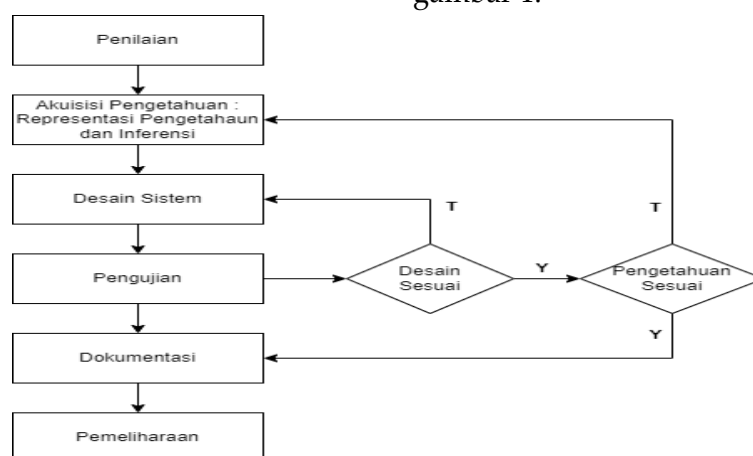 gambar 1.
Penilaian
Akuisisi Pengetahuan :
Representasi Pengetahaun
dan Inferensi
Desain Sistem
T
T
Pengujian
Desain
Sesuai
Y
Pengetahuan
Sesuai
Y
Dokumentasi
Pemeliharaan